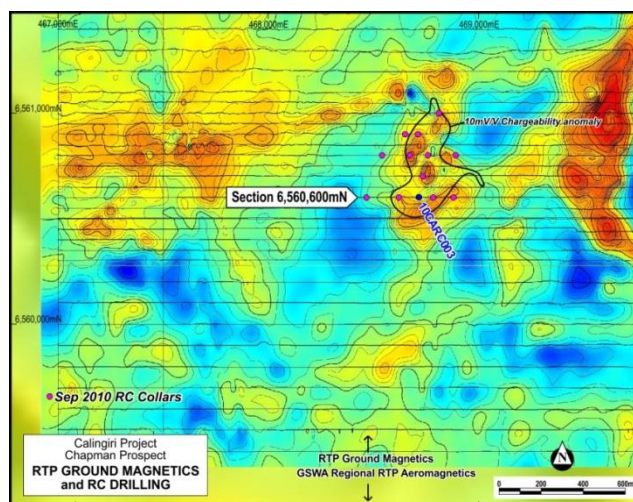 467,000mE 468,000mE 469,000mE
6,561,000mN
10mV/V Chargeability anomaly
Section 6,560,600mN
10CARC003
6,560,000mN
Sep 2010 RC Collars
Calingiri Project
Chapman Prospect
RTP GROUND MAGNETICS
and RC DRILLING
RTP Ground Magnetics
GSWA Regional RTP Aeromagnetics
N
0 200 400 600m